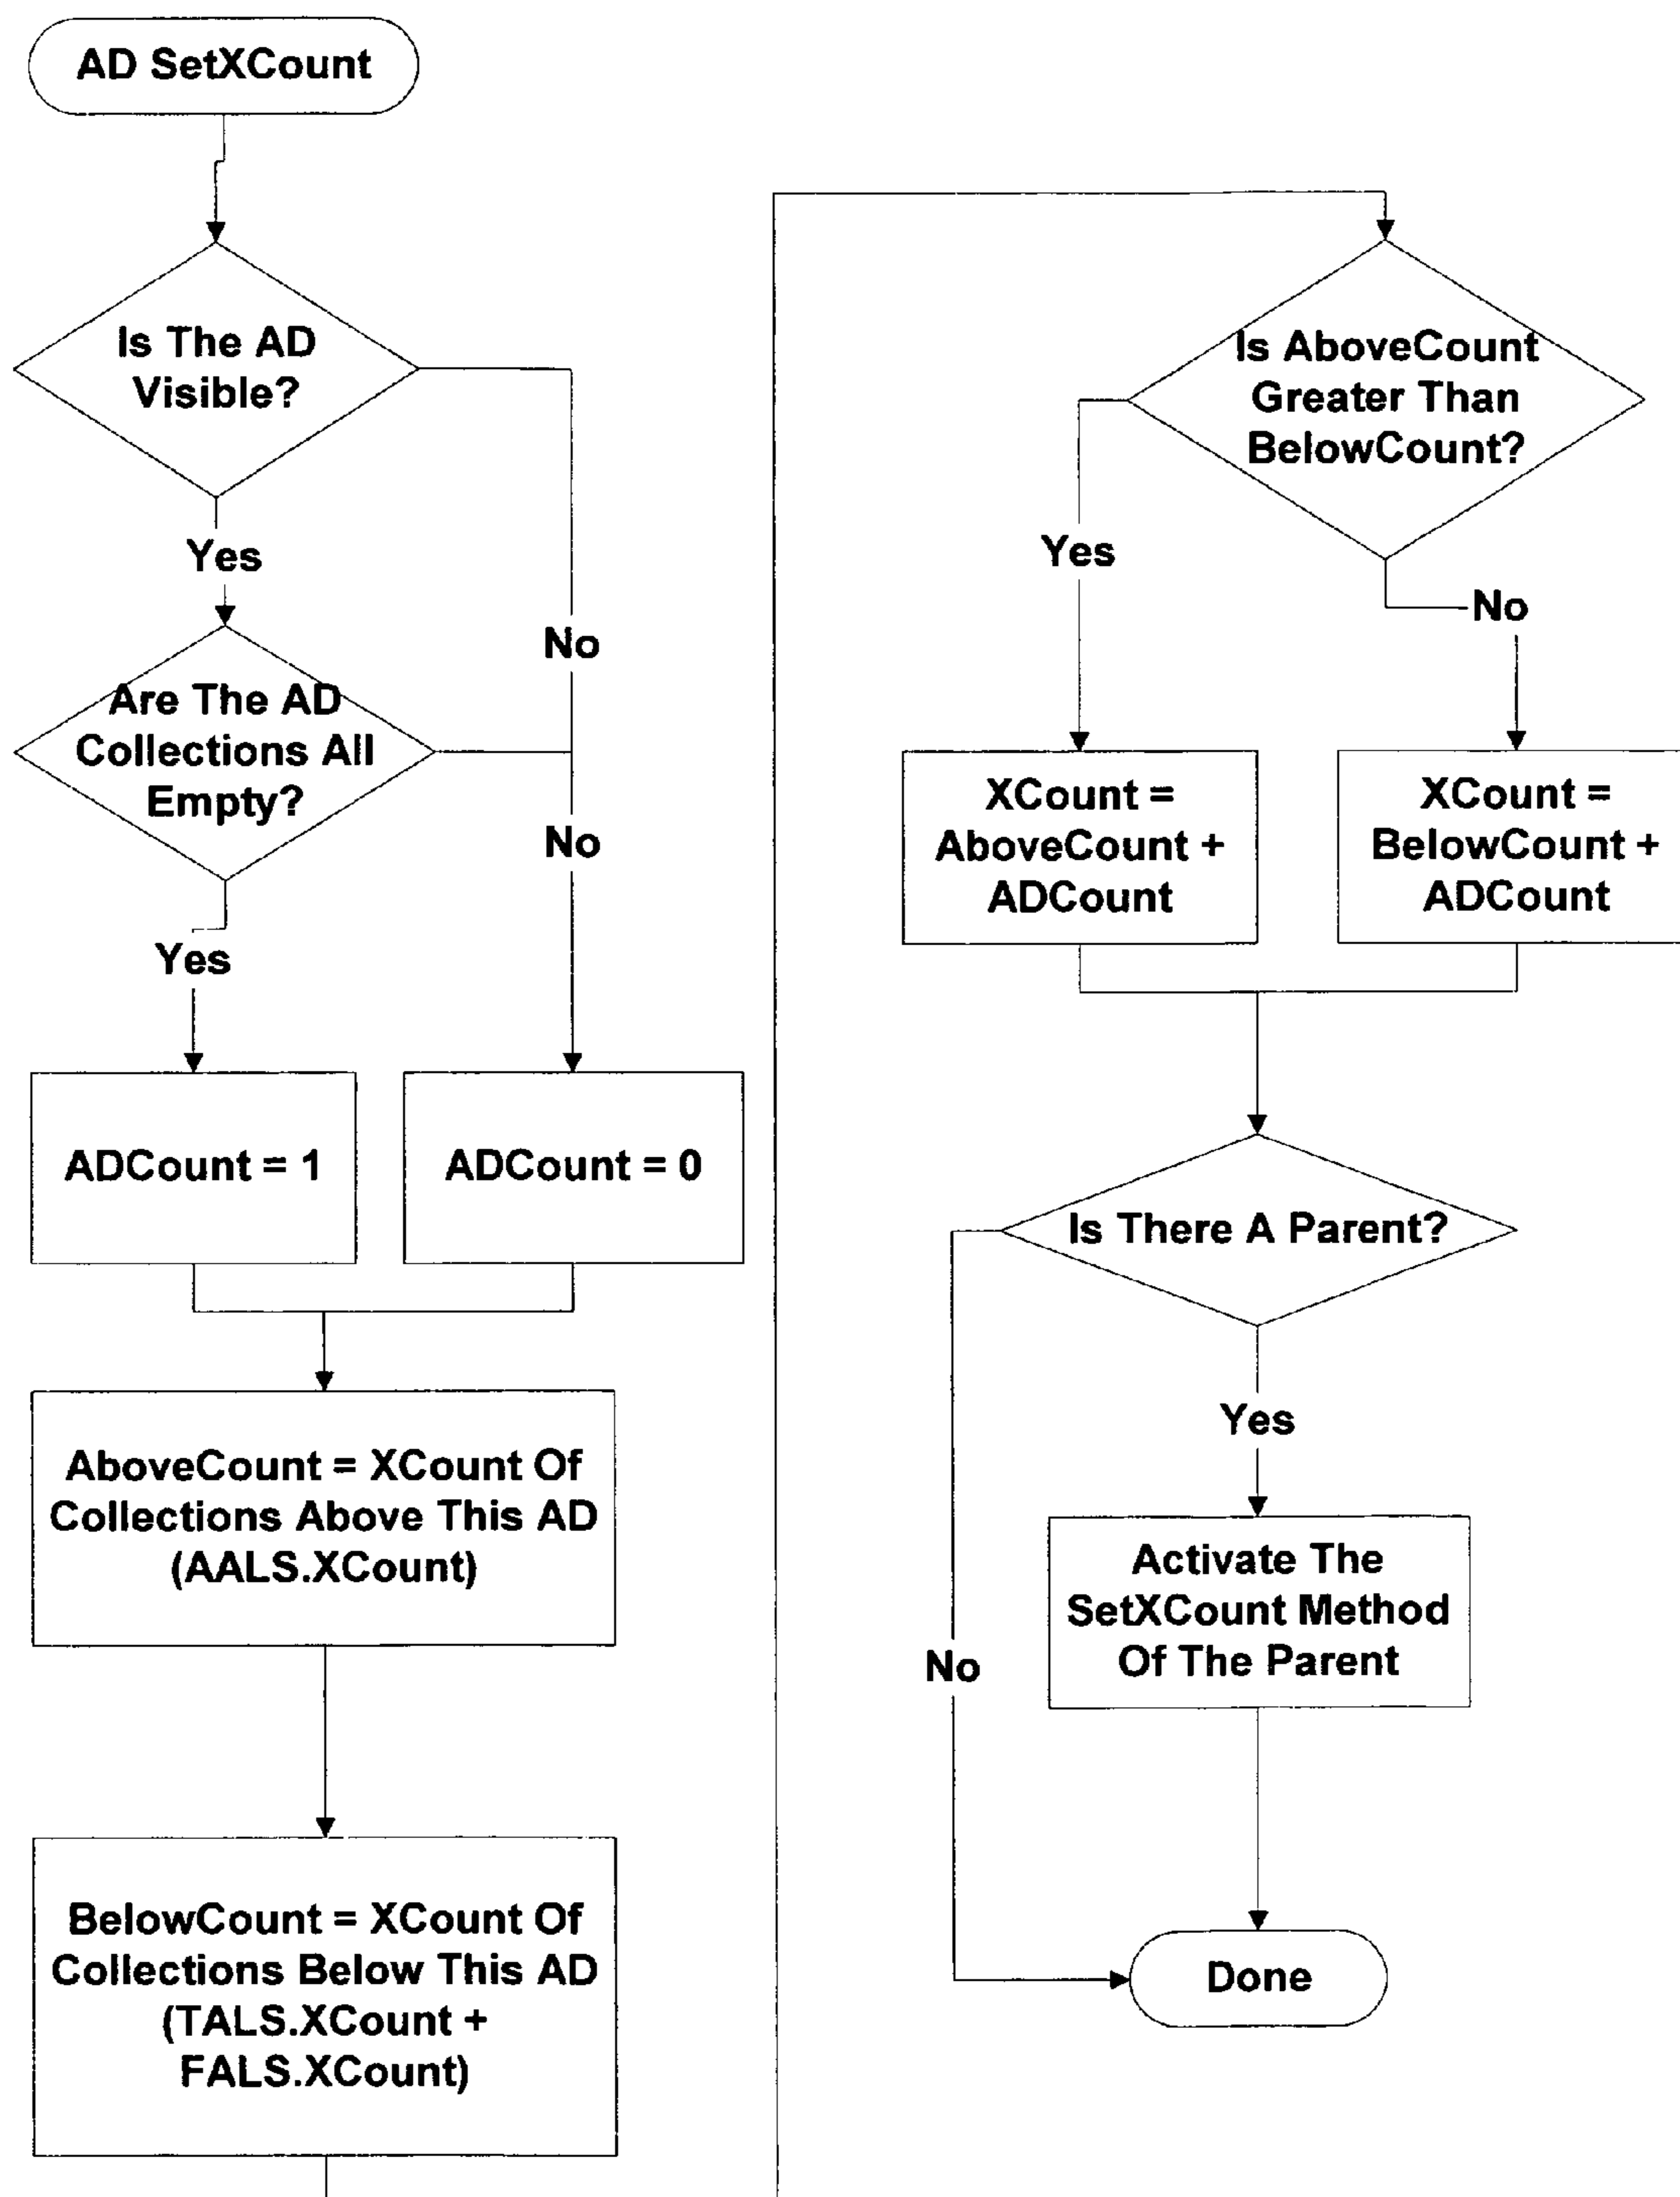 AD SetXCount
Is The AD
Visible?
Yes
No
Are The AD
Collections All
Empty?
No
Yes
ADCount = 1
ADCount = 0
AboveCount = XCount Of
Collections Above This AD
(AALS.XCount)
BelowCount = XCount Of
Collections Below This AD
(TALS.XCount +
FALS.XCount)
Is AboveCount
Greater Than
BelowCount?
Yes
No
XCount =
AboveCount +
ADCount
XCount =
BelowCount +
ADCount
Is There A Parent?
Yes
Activate The
SetXCount Method
Of The Parent
No
Done